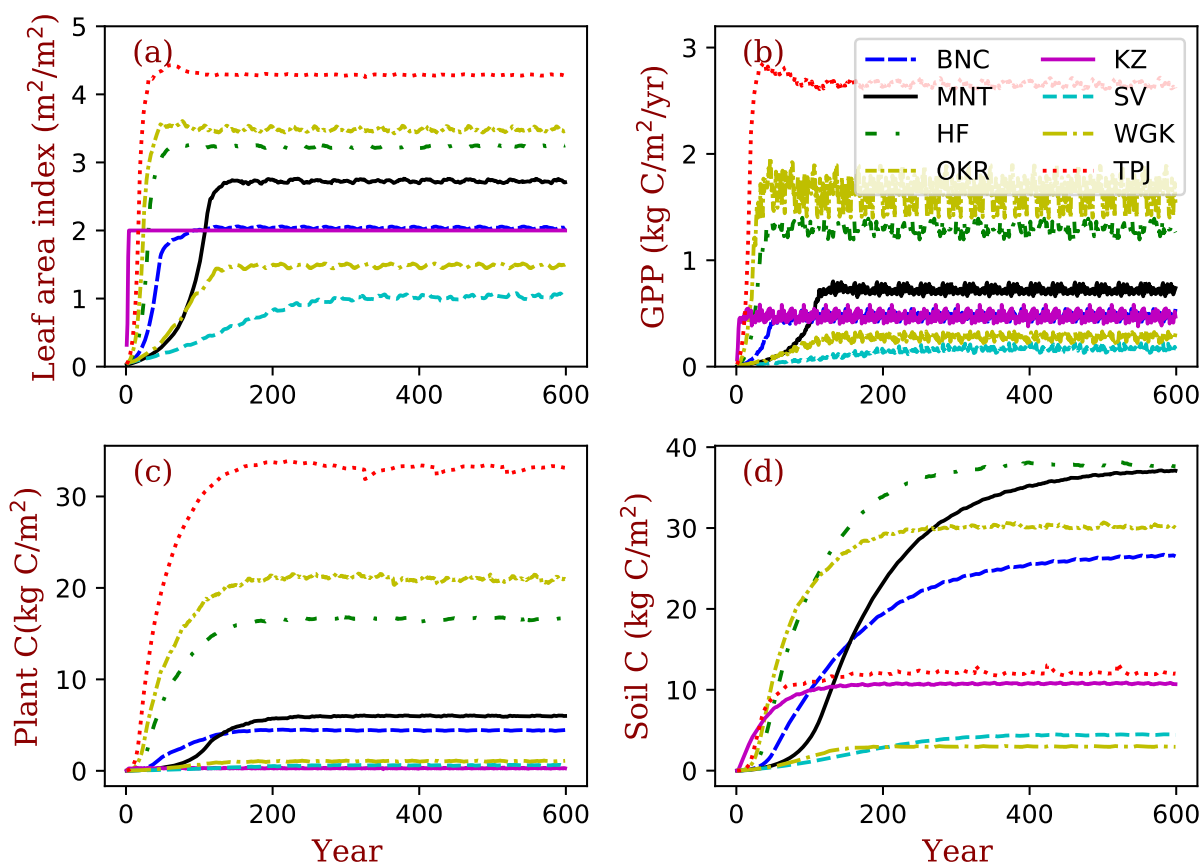 (a)
Leaf area index (m²/m²)
5
4
3
2
1
0
0 200 400 600
(b)
GPP (kg C/m²/yr)
3
2
1
0
0 200 400 600
BNC KZ
MNT SV
HF WGK
OKR TPJ
(c)
Plant C(kg C/m²)
30
20
10
0
0 200 400 600
Year
(d)
Soil C (kg C/m²)
40
30
20
10
0
0 200 400 600
Year